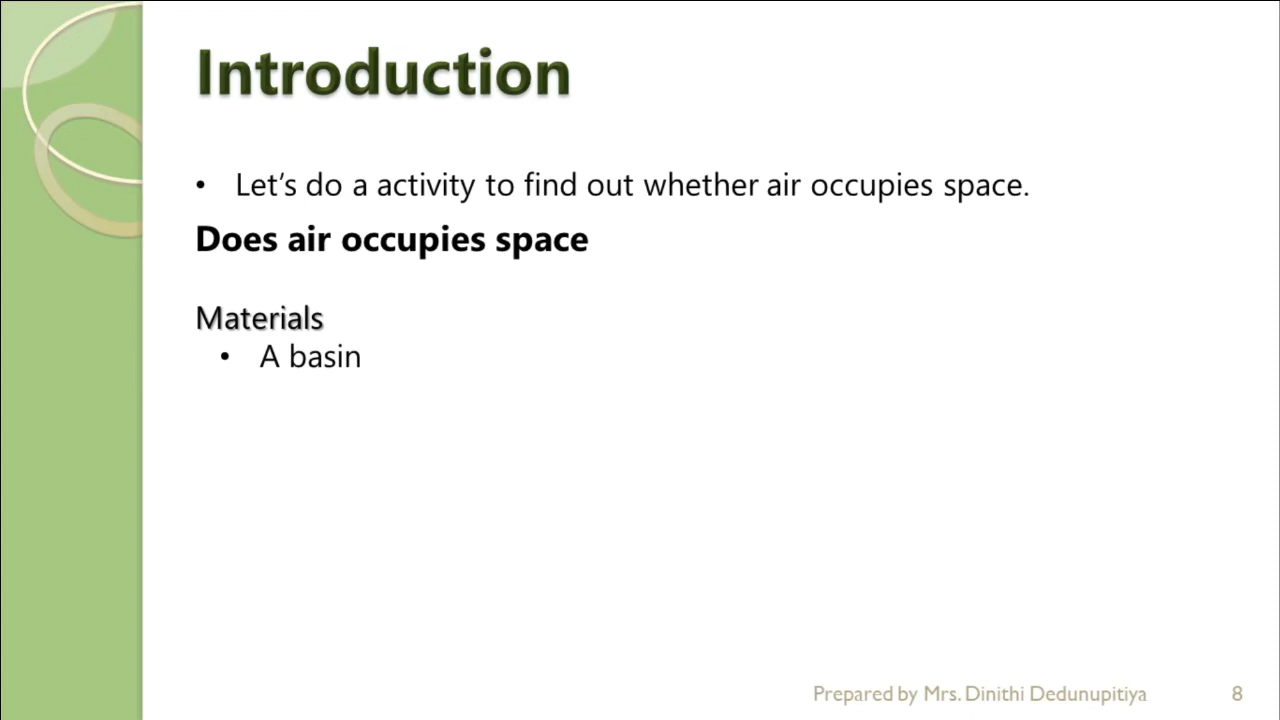 Introduction
• Let's do a activity to find out whether air occupies space.
Does air occupies space
Materials
• A basin
Prepared by Mrs. Dinithi Dedunupitiya 8